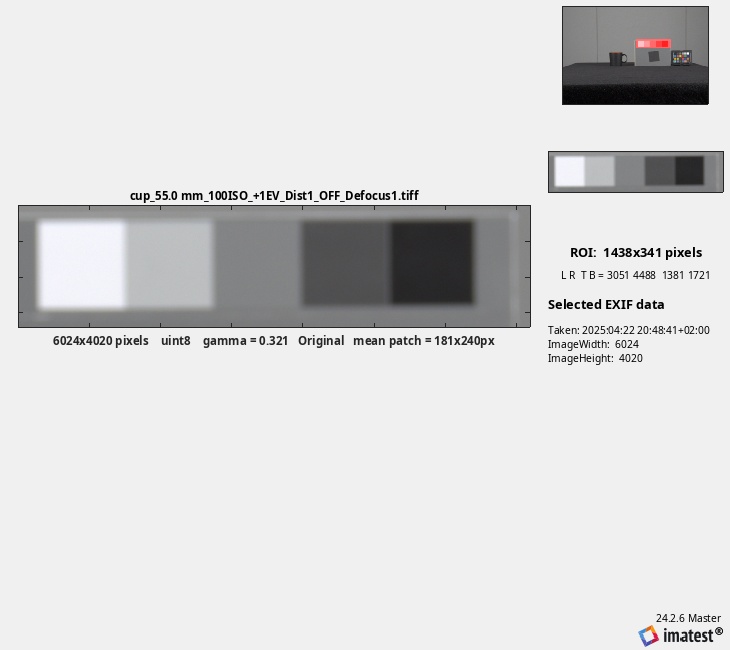 cup_55.0 mm_100ISO_+1EV_Dist1_OFF_Defocus1.tiff
6024x4020 pixels uint8 gamma = 0.321 Original mean patch = 181x240px
ROI: 1438x341 pixels
L R T B = 3051 4488 1381 1721
Selected EXIF data
Taken: 2025:04:22 20:48:41+02:00
ImageWidth: 6024
ImageHeight: 4020
24.2.6 Master
imatest®